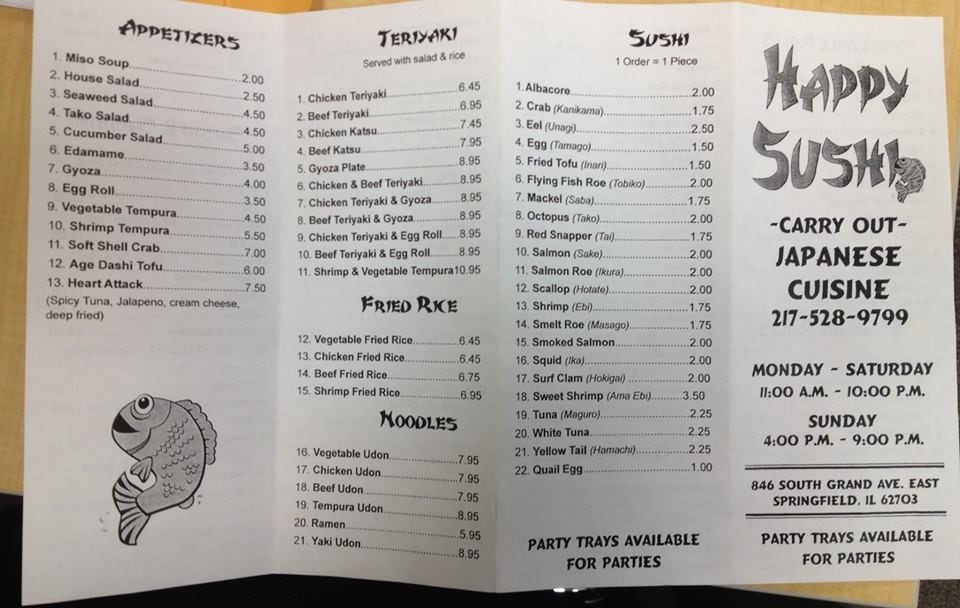 APPETIZERS
1. Miso Soup 2.00
2. House Salad 2.50
3. Seaweed Salad 4.50
4. Tako Salad 4.50
5. Cucumber Salad 5.00
6. Edamame 3.50
7. Gyoza 4.00
8. Egg Roll 3.50
9. Vegetable Tempura 4.50
10. Shrimp Tempura 5.50
11. Soft Shell Crab 7.00
12. Age Dashi Tofu 6.00
13. Heart Attack 7.50
(Spicy Tuna, Jalapeno, cream cheese,
deep fried)
TERIYAKI
Served with salad & rice
1. Chicken Teriyaki 6.45
2. Beef Teriyaki 6.95
3. Chicken Katsu 7.45
4. Beef Katsu 7.95
5. Gyoza Plate 8.95
6. Chicken & Beef Teriyaki 8.95
7. Chicken Teriyaki & Gyoza 8.95
8. Beef Teriyaki & Gyoza 8.95
9. Chicken Teriyaki & Egg Roll 8.95
10. Beef Teriyaki & Egg Roll 8.95
11. Shrimp & Vegetable Tempura 10.95
FRIED RICE
12. Vegetable Fried Rice 6.45
13. Chicken Fried Rice 6.45
14. Beef Fried Rice 6.75
15. Shrimp Fried Rice 6.95
NOODLES
16. Vegetable Udon 7.95
17. Chicken Udon 7.95
18. Beef Udon 7.95
19. Tempura Udon 8.95
20. Ramen 5.95
21. Yaki Udon 8.95
SUSHI
1 Order = 1 Piece
1. Albacore 2.00
2. Crab (Kanikama) 1.75
3. Eel (Unagi) 2.50
4. Egg (Tamago) 1.50
5. Fried Tofu (Inari) 1.50
6. Flying Fish Roe (Tobiko) 2.00
7. Mackel (Saba) 1.75
8. Octopus (Tako) 2.00
9. Red Snapper (Tai) 1.75
10. Salmon (Sake) 2.00
11. Salmon Roe (Ikura) 2.00
12. Scallop (Hotate) 2.00
13. Shrimp (Ebi) 1.75
14. Smelt Roe (Masago) 1.75
15. Smoked Salmon 2.00
16. Squid (Ika) 2.00
17. Surf Clam (Hokigai) 2.00
18. Sweet Shrimp (Ama Ebi) 3.50
19. Tuna (Maguro) 2.25
20. White Tuna 2.25
21. Yellow Tail (Hamachi) 2.25
22. Quail Egg 1.00
PARTY TRAYS AVAILABLE
FOR PARTIES
HAPPY
SUSHI
~CARRY OUT~
JAPANESE
CUISINE
217-528-9799
MONDAY ~ SATURDAY
11:00 A.M. - 10:00 P.M.
SUNDAY
4:00 P.M. - 9:00 P.M.
846 SOUTH GRAND AVE. EAST
SPRINGFIELD, IL 62703
PARTY TRAYS AVAILABLE
FOR PARTIES